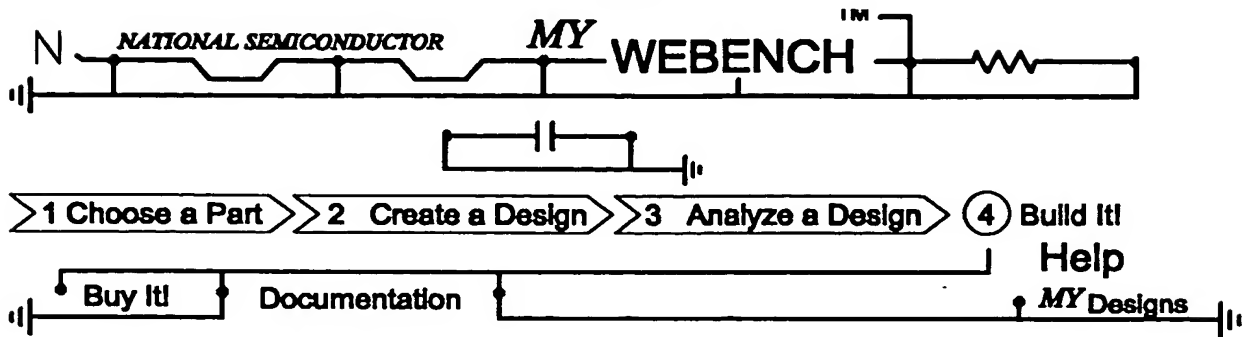 TM
N NATIONAL SEMICONDUCTOR MY WEBENCH
1 Choose a Part 2 Create a Design 3 Analyze a Design 4 Build It!
Help
Buy It! Documentation MY Designs